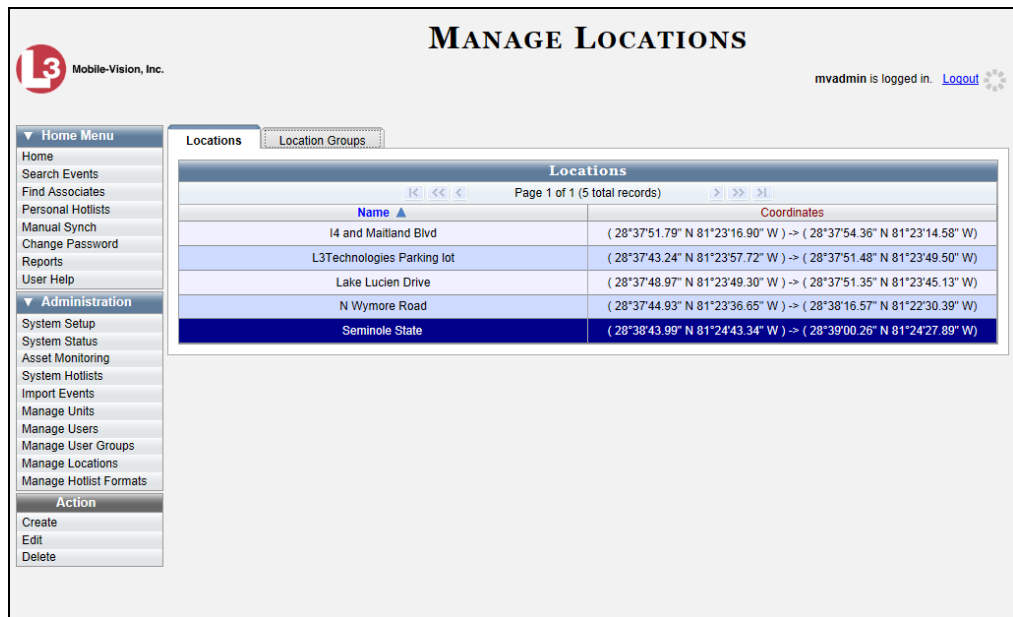 MANAGE LOCATIONS
L3
Mobile-Vision, Inc.
mvadmin is logged in. Logout
▼ Home Menu
Home
Search Events
Find Associates
Personal Hotlists
Manual Synch
Change Password
Reports
User Help
▼ Administration
System Setup
System Status
Asset Monitoring
System Hotlists
Import Events
Manage Units
Manage Users
Manage User Groups
Manage Locations
Manage Hotlist Formats
Action
Create
Edit
Delete
Locations Location Groups
Locations
|< << < Page 1 of 1 (5 total records) > >> >|
Name ▲ Coordinates
I4 and Maitland Blvd ( 28°37'51.79" N 81°23'16.90" W ) -> ( 28°37'54.36" N 81°23'14.58" W)
L3Technologies Parking lot ( 28°37'43.24" N 81°23'57.72" W ) -> ( 28°37'51.48" N 81°23'49.50" W)
Lake Lucien Drive ( 28°37'48.97" N 81°23'49.30" W ) -> ( 28°37'51.35" N 81°23'45.13" W)
N Wymore Road ( 28°37'44.93" N 81°23'36.65" W ) -> ( 28°38'16.57" N 81°22'30.39" W)
Seminole State ( 28°38'43.99" N 81°24'43.34" W ) -> ( 28°39'00.26" N 81°24'27.89" W)